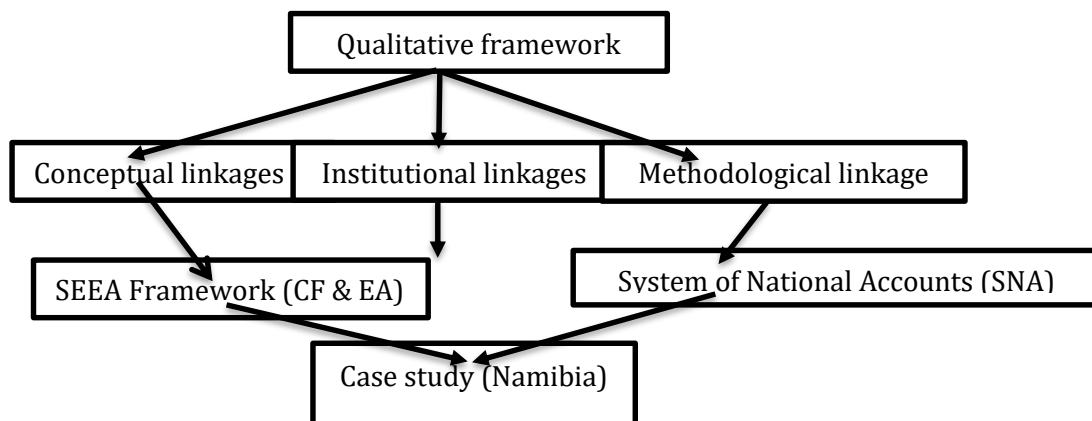 Qualitative framework
Conceptual linkages
Institutional linkages
Methodological linkage
SEEA Framework (CF & EA)
System of National Accounts (SNA)
Case study (Namibia)